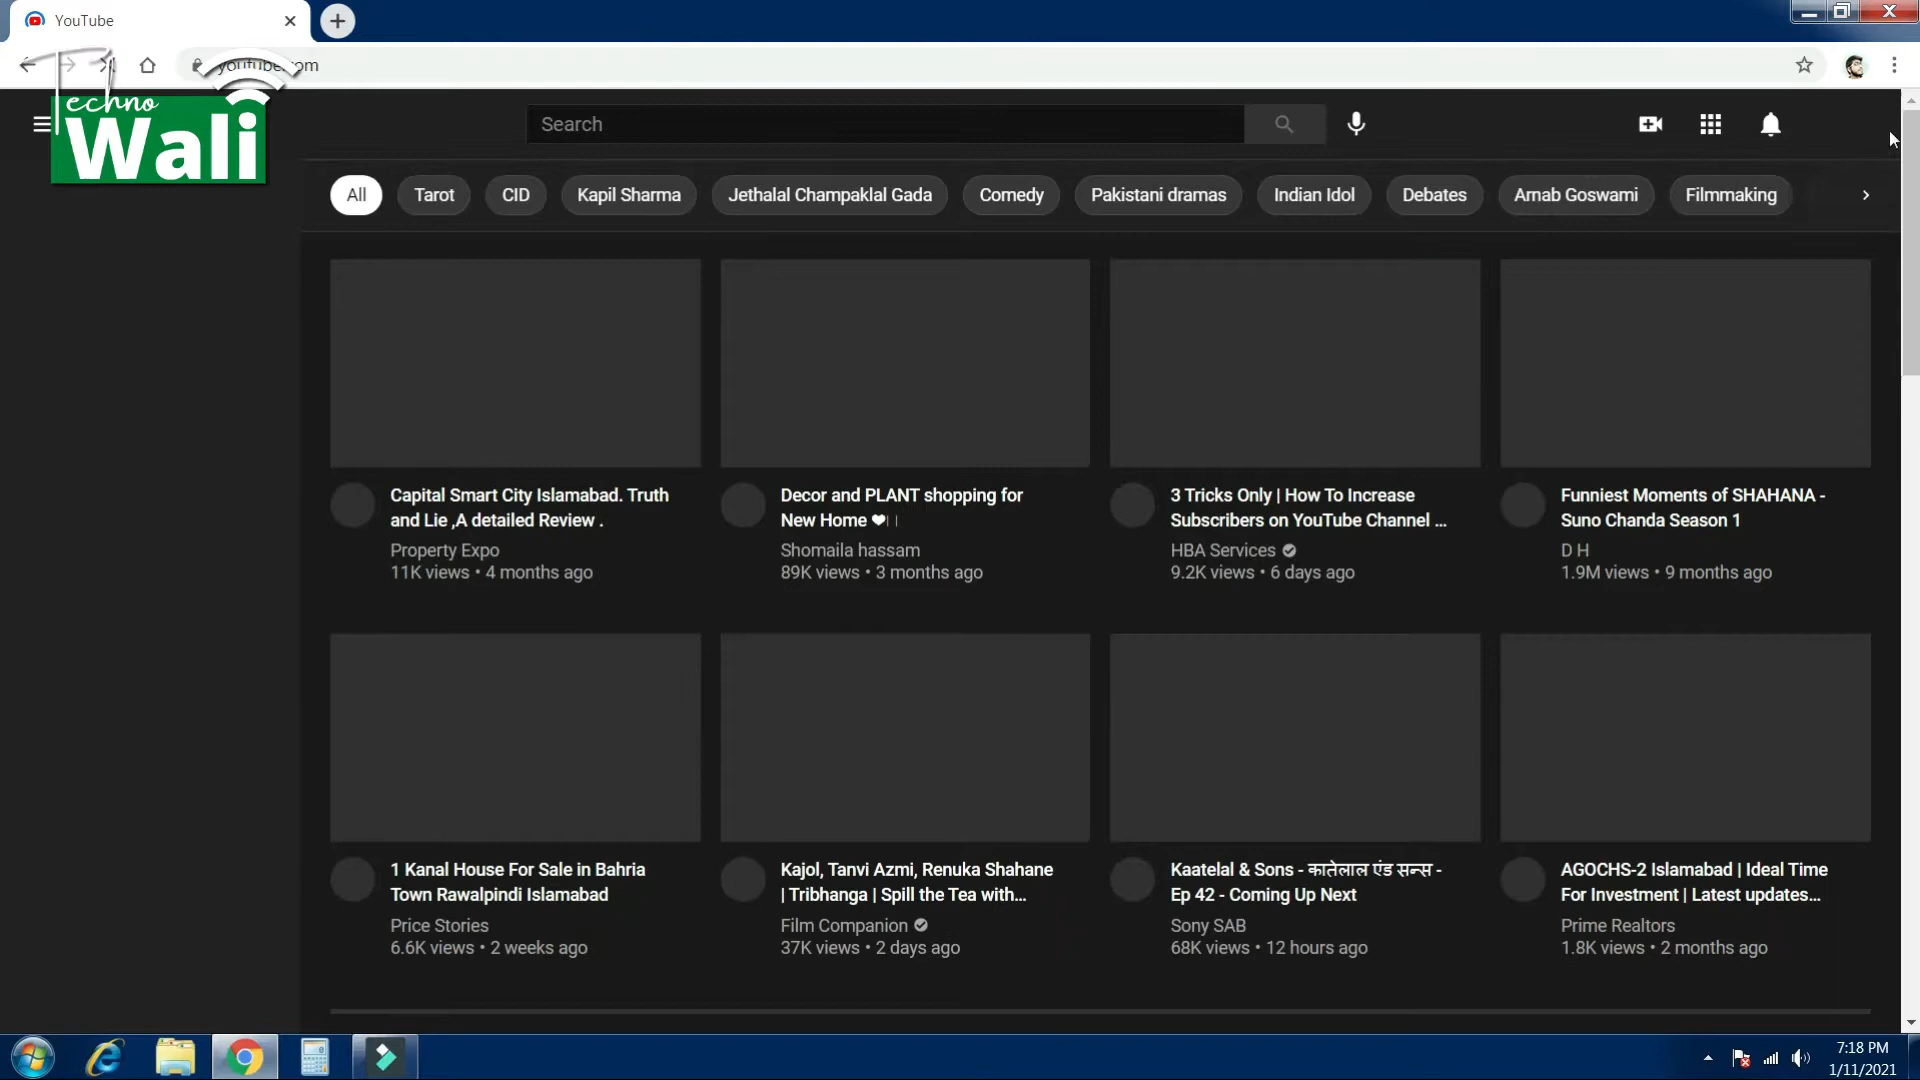 YouTube
youtube.com
Techno
Wali
Search
All
Tarot
CID
Kapil Sharma
Jethalal Champaklal Gada
Comedy
Pakistani dramas
Indian Idol
Debates
Arnab Goswami
Filmmaking
Capital Smart City Islamabad. Truth
and Lie ,A detailed Review .
Property Expo
11K views • 4 months ago
Decor and PLANT shopping for
New Home ❤
Shomaila hassam
89K views • 3 months ago
3 Tricks Only | How To Increase
Subscribers on YouTube Channel ...
HBA Services
9.2K views • 6 days ago
Funniest Moments of SHAHANA -
Suno Chanda Season 1
D H
1.9M views • 9 months ago
1 Kanal House For Sale in Bahria
Town Rawalpindi Islamabad
Price Stories
6.6K views • 2 weeks ago
Kajol, Tanvi Azmi, Renuka Shahane
| Tribhanga | Spill the Tea with...
Film Companion
37K views • 2 days ago
Kaatelal & Sons - कातेलाल एंड सन्स -
Ep 42 - Coming Up Next
Sony SAB
68K views • 12 hours ago
AGOCHS-2 Islamabad | Ideal Time
For Investment | Latest updates...
Prime Realtors
1.8K views • 2 months ago
7:18 PM
1/11/2021